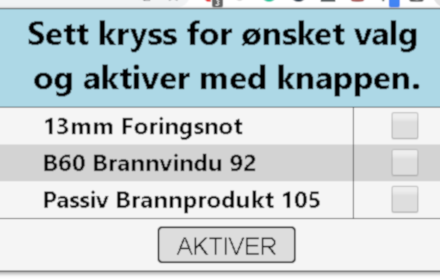 Sett kryss for ønsket valg
og aktiver med knappen.
13mm Foringsnot
B60 Brannvindu 92
Passiv Brannprodukt 105
AKTIVER